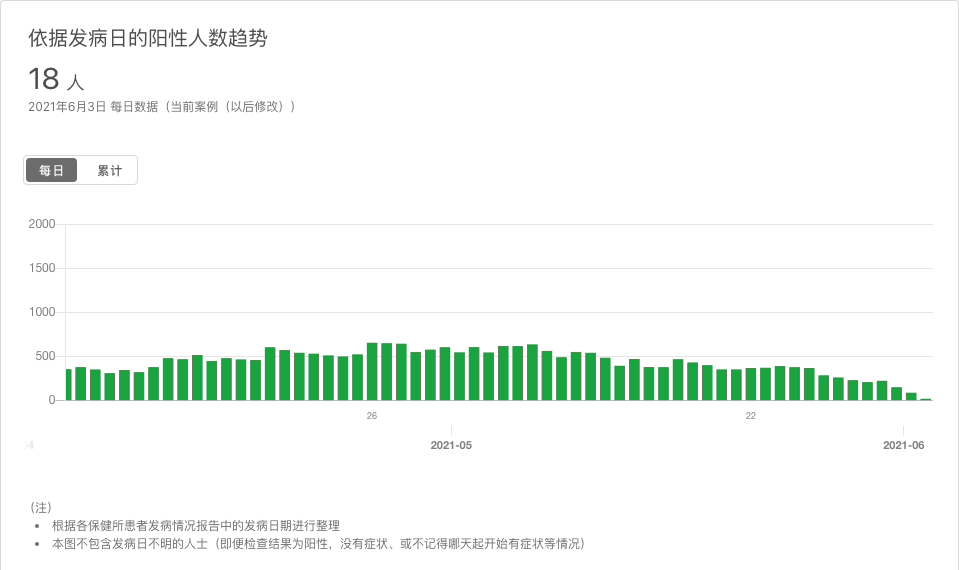 依据发病日的阳性人数趋势
18 人
2021年6月3日 每日数据（当前案例（以后修改））
每日 累计
2000
1500
1000
500
0
26 22
2021-05 2021-06
（注）
• 根据各保健所患者发病情况报告中的发病日期进行整理
• 本图不包含发病日不明的人士（即便检查结果为阳性，没有症状、或不记得哪天起开始有症状等情况）